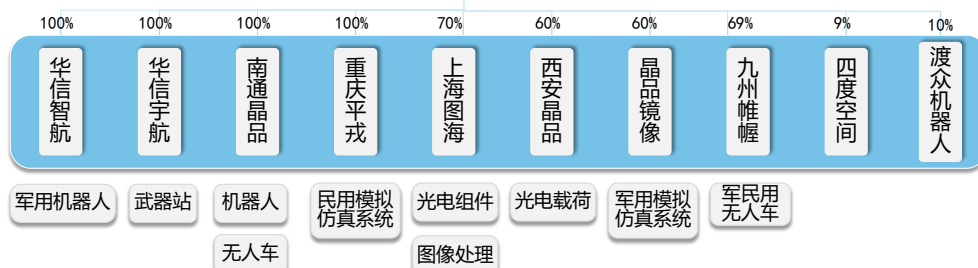 100% 100% 100% 100% 70% 60% 60% 69% 9% 10%
华信智航
华信宇航
南通晶品
重庆平戎
上海图海
西安晶品
晶品镜像
九州帷幄
四度空间
渡众机器人
军用机器人
武器站
机器人
民用模拟
仿真系统
光电组件
光电载荷
军用模拟
仿真系统
军民用
无人车
无人车
图像处理